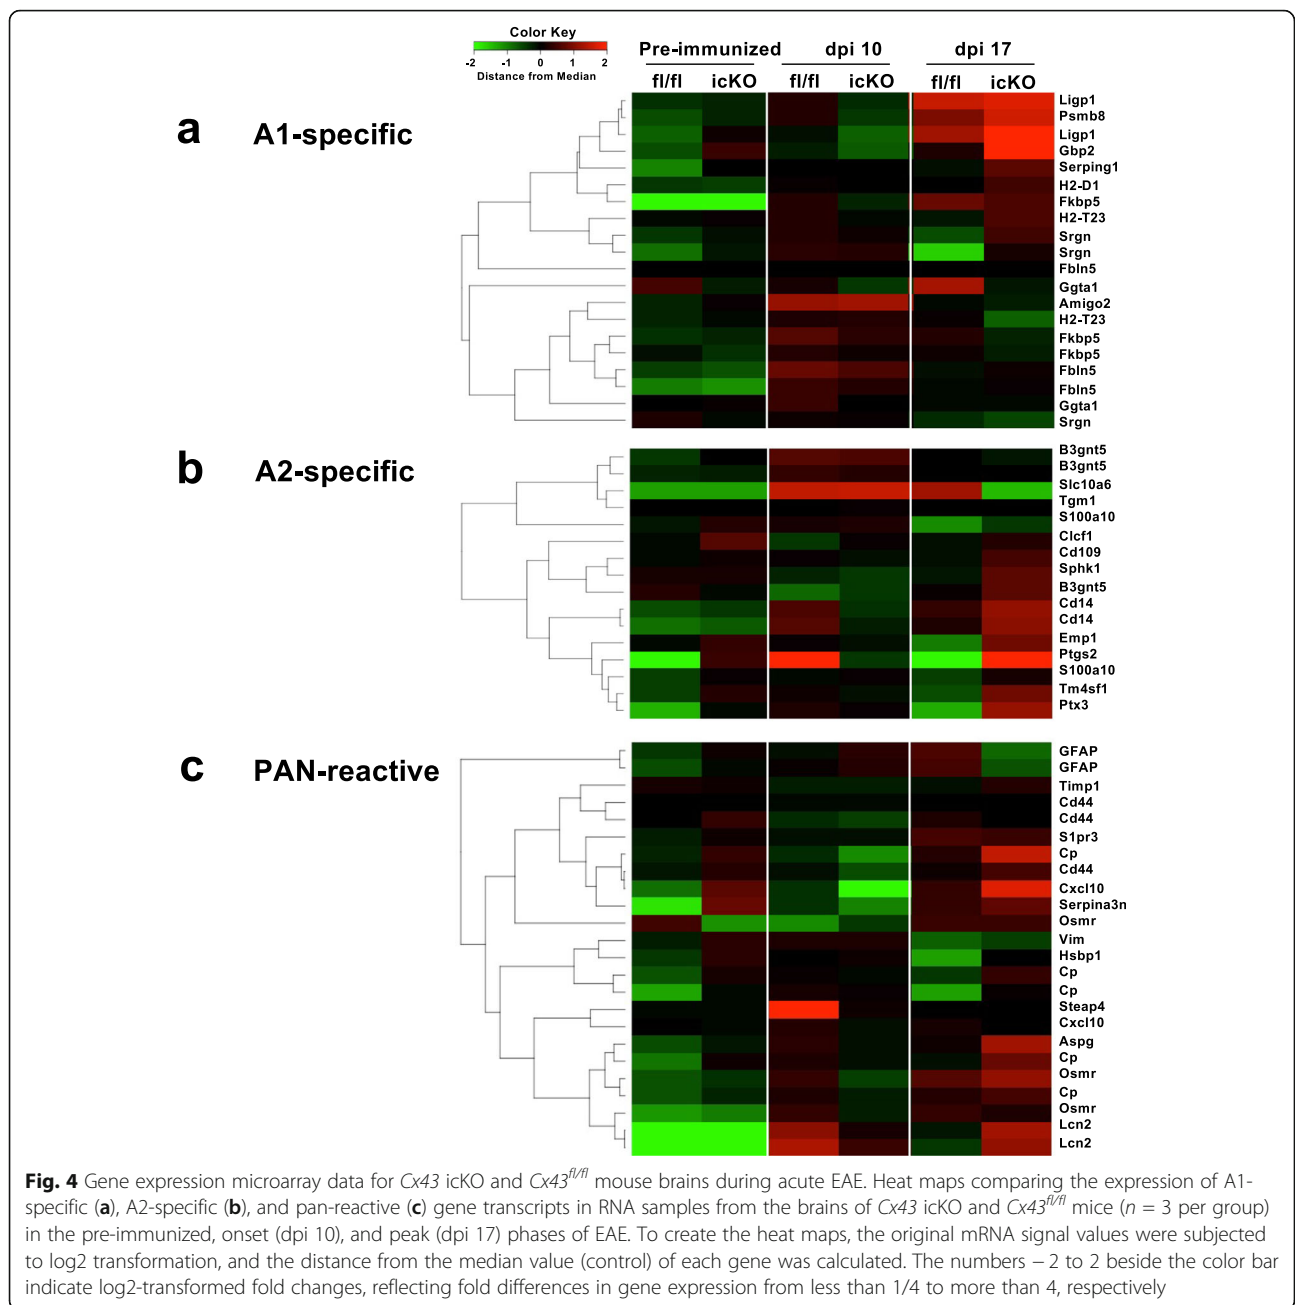 Color Key
-2 -1 0 1 2
Distance from Median
Pre-immunized dpi 10 dpi 17
fl/fl icKO fl/fl icKO fl/fl icKO
a A1-specific
Ligp1
Psmb8
Ligp1
Gbp2
Serping1
H2-D1
Fkbp5
H2-T23
Srgn
Srgn
Fbln5
Ggta1
Amigo2
H2-T23
Fkbp5
Fkbp5
Fbln5
Fbln5
Ggta1
Srgn
b A2-specific
B3gnt5
B3gnt5
Slc10a6
Tgm1
S100a10
Clcf1
Cd109
Sphk1
B3gnt5
Cd14
Cd14
Emp1
Ptgs2
S100a10
Tm4sf1
Ptx3
c PAN-reactive
GFAP
GFAP
Timp1
Cd44
Cd44
S1pr3
Cp
Cd44
Cxcl10
Serpina3n
Osmr
Vim
Hsbp1
Cp
Cp
Steap4
Cxcl10
Aspg
Cp
Osmr
Cp
Osmr
Lcn2
Lcn2
Fig. 4 Gene expression microarray data for Cx43 icKO and Cx43fl/fl mouse brains during acute EAE. Heat maps comparing the expression of A1-
specific (a), A2-specific (b), and pan-reactive (c) gene transcripts in RNA samples from the brains of Cx43 icKO and Cx43fl/fl mice (n = 3 per group)
in the pre-immunized, onset (dpi 10), and peak (dpi 17) phases of EAE. To create the heat maps, the original mRNA signal values were subjected
to log2 transformation, and the distance from the median value (control) of each gene was calculated. The numbers − 2 to 2 beside the color bar
indicate log2-transformed fold changes, reflecting fold differences in gene expression from less than 1/4 to more than 4, respectively